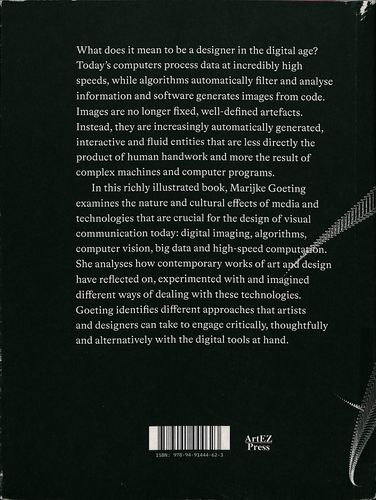 What does it mean to be a designer in the digital age?
Today's computers process data at incredibly high
speeds, while algorithms automatically filter and analyse
information and software generates images from code.
Images are no longer fixed, well-defined artefacts.
Instead, they are increasingly automatically generated,
interactive and fluid entities that are less directly the
product of human handwork and more the result of
complex machines and computer programs.
In this richly illustrated book, Marijke Goeting
examines the nature and cultural effects of media and
technologies that are crucial for the design of visual
communication today: digital imaging, algorithms,
computer vision, big data and high-speed computation.
She analyses how contemporary works of art and design
have reflected on, experimented with and imagined
different ways of dealing with these technologies.
Goeting identifies different approaches that artists
and designers can take to engage critically, thoughtfully
and alternatively with the digital tools at hand.
ISBN: 978-94-91444-62-3
ArtEZ
Press